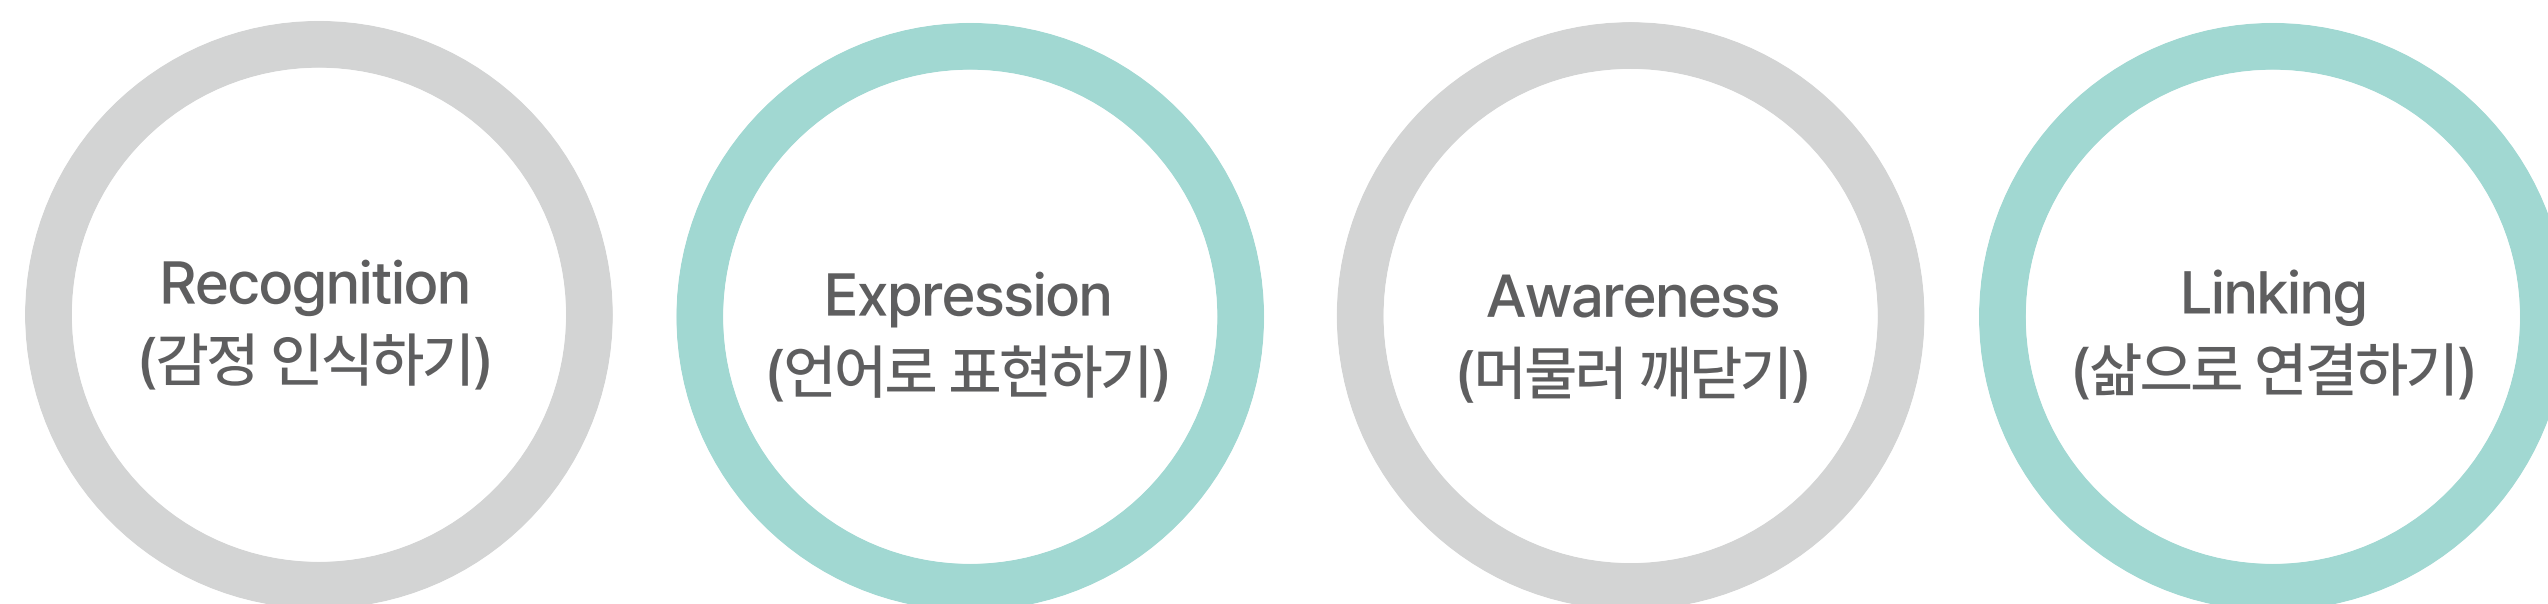 Recognition
(감정 인식하기)
Expression
(언어로 표현하기)
Awareness
(머물러 깨닫기)
Linking
(삶으로 연결하기)